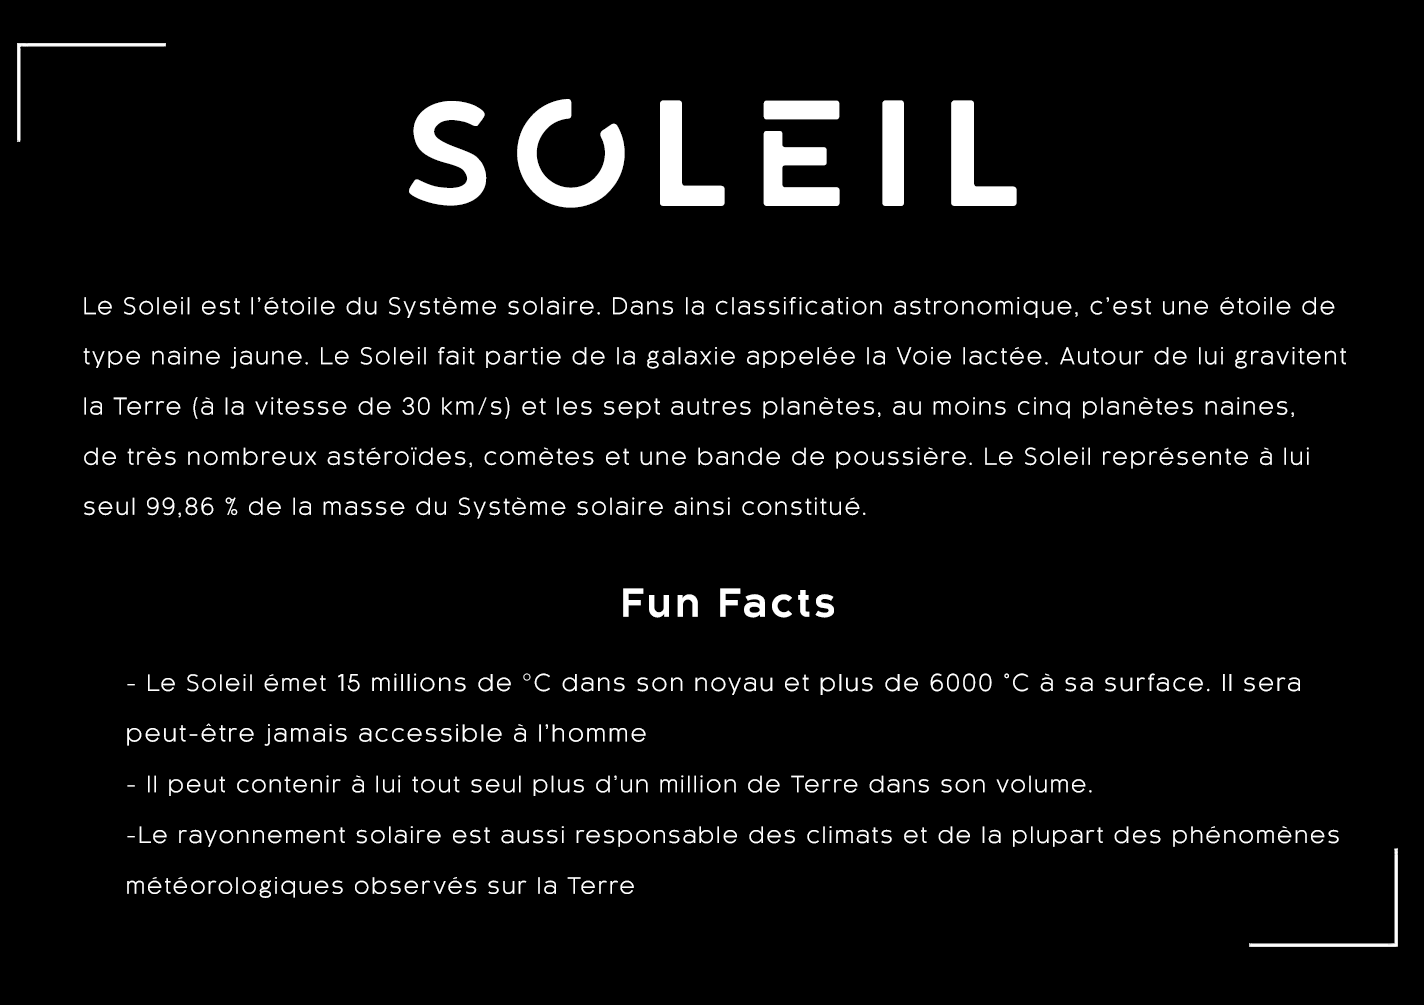 SOLEIL
Le Soleil est l’étoile du Système solaire. Dans la classification astronomique, c’est une étoile de
type naine jaune. Le Soleil fait partie de la galaxie appelée la Voie lactée. Autour de lui gravitent
la Terre (à la vitesse de 30 km/s) et les sept autres planètes, au moins cinq planètes naines,
de très nombreux astéroïdes, comètes et une bande de poussière. Le Soleil représente à lui
seul 99,86 % de la masse du Système solaire ainsi constitué.
Fun Facts
- Le Soleil émet 15 millions de °C dans son noyau et plus de 6000 °C à sa surface. Il sera
peut-être jamais accessible à l’homme
- Il peut contenir à lui tout seul plus d’un million de Terre dans son volume.
-Le rayonnement solaire est aussi responsable des climats et de la plupart des phénomènes
météorologiques observés sur la Terre